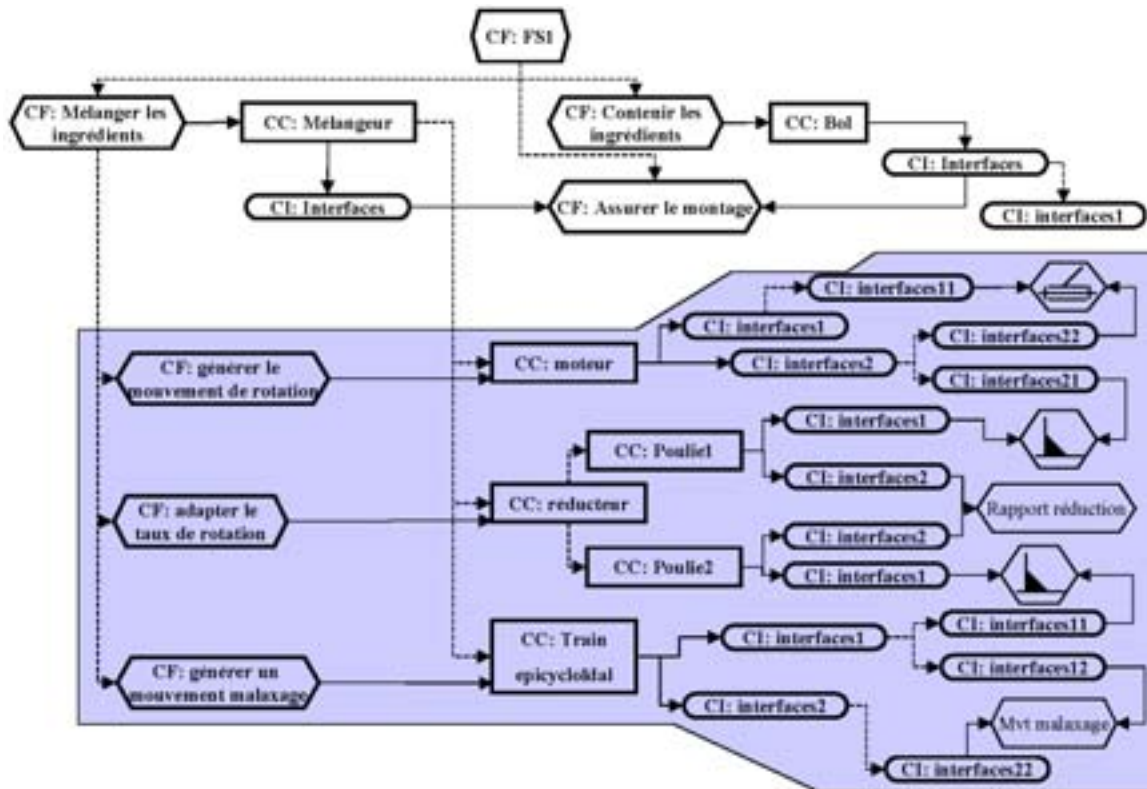 CF: FS1
CF: Mélanger les
ingrédients
CC: Mélangeur
CF: Contenir les
ingrédients
CC: Bol
CI: Interfaces
CI: Interfaces
CF: Assurer le montage
CI: interfaces1
CI: interfaces11
CI: interfaces1
CI: interfaces22
CF: générer le
mouvement de rotation
CC: moteur
CI: interfaces2
CI: interfaces21
CI: interfaces1
CC: Poulie1
CI: interfaces2
CF: adapter le
taux de rotation
CC: réducteur
Rapport réduction
CI: interfaces2
CC: Poulie2
CI: interfaces1
CC: Train
epicycloïdal
CI: interfaces1
CI: interfaces11
CI: interfaces12
CF: générer un
mouvement malaxage
CI: interfaces2
Mvt malaxage
CI: interfaces22